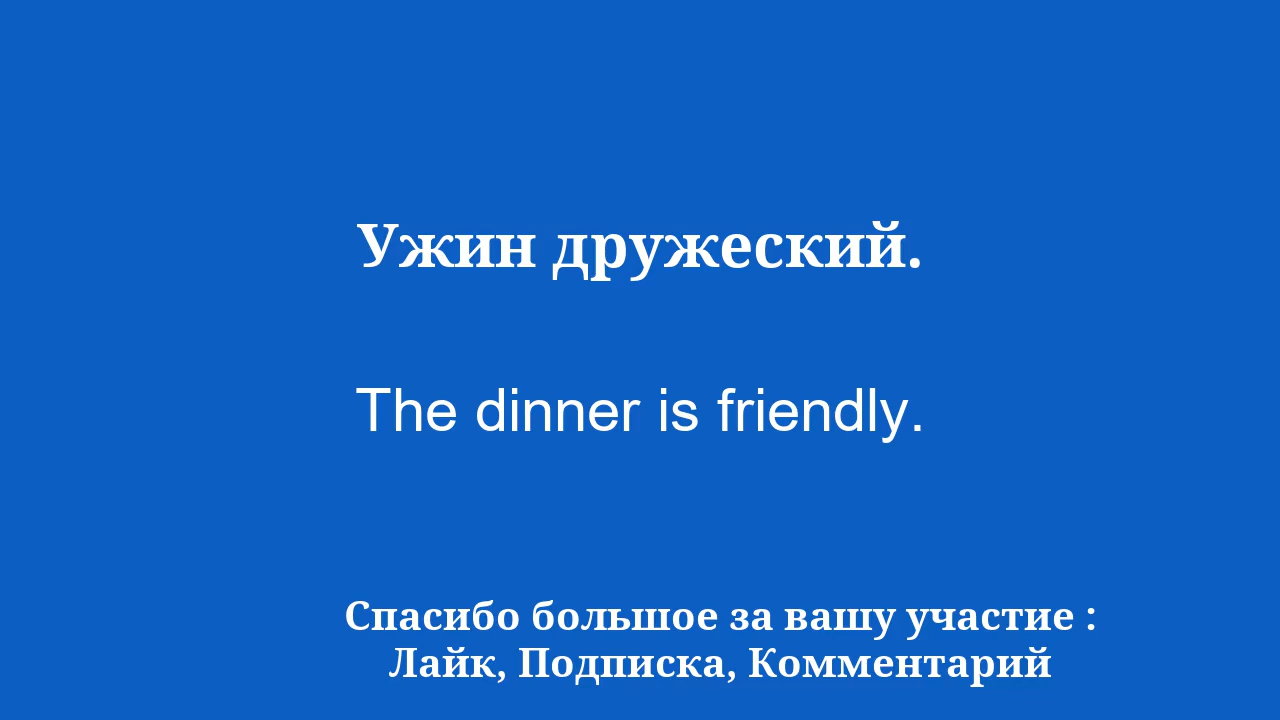 Ужин дружеский.
The dinner is friendly.
Спасибо большое за вашу участие :
Лайк, Подписка, Комментарий